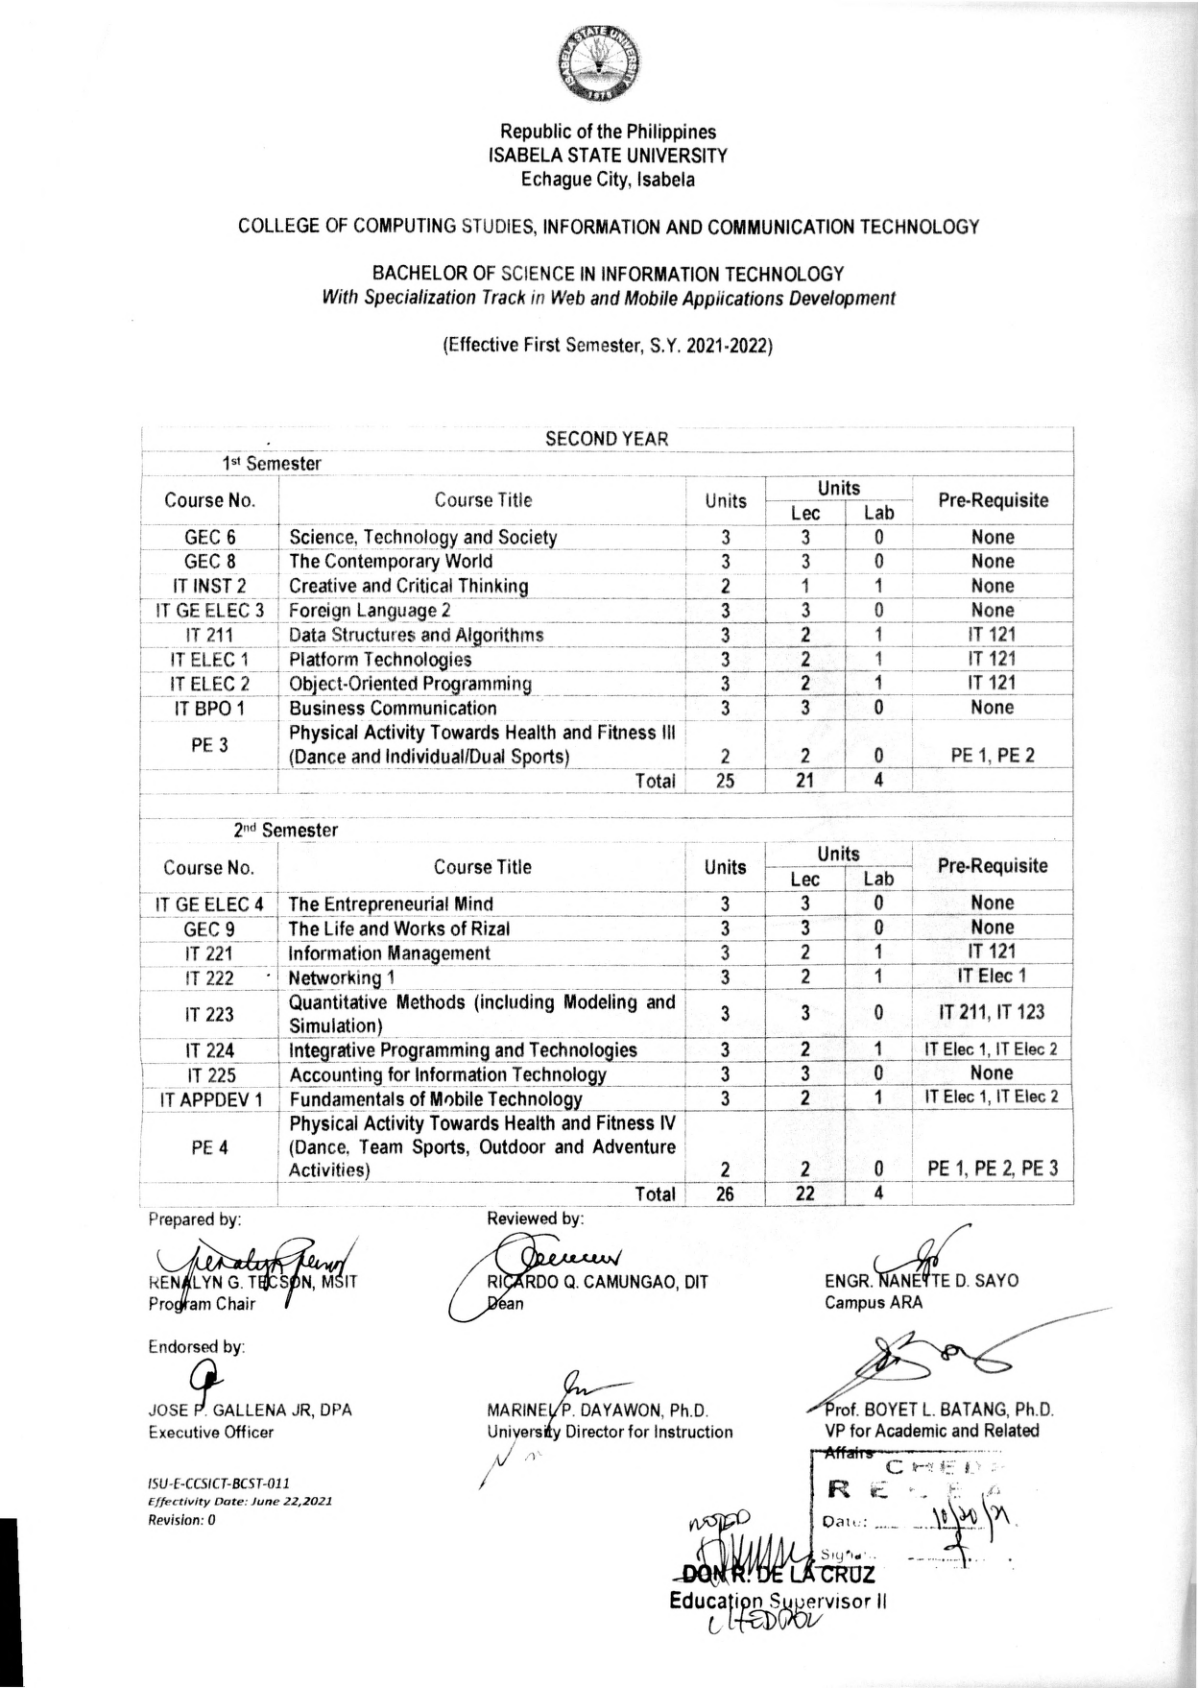 ISABELA STATE UNIVERSITY
1978
Republic of the Philippines
ISABELA STATE UNIVERSITY
Echague City, Isabela
COLLEGE OF COMPUTING STUDIES, INFORMATION AND COMMUNICATION TECHNOLOGY
BACHELOR OF SCIENCE IN INFORMATION TECHNOLOGY
With Specialization Track in Web and Mobile Applications Development
(Effective First Semester, S.Y. 2021-2022)
SECOND YEAR
1st Semester
Course No. Course Title Units Units Pre-Requisite
Lec Lab
GEC 6 Science, Technology and Society 3 3 0 None
GEC 8 The Contemporary World 3 3 0 None
IT INST 2 Creative and Critical Thinking 2 1 1 None
IT GE ELEC 3 Foreign Language 2 3 3 0 None
IT 211 Data Structures and Algorithms 3 2 1 IT 121
IT ELEC 1 Platform Technologies 3 2 1 IT 121
IT ELEC 2 Object-Oriented Programming 3 2 1 IT 121
IT BPO 1 Business Communication 3 3 0 None
PE 3 Physical Activity Towards Health and Fitness III
(Dance and Individual/Dual Sports) 2 2 0 PE 1, PE 2
Total 25 21 4
2nd Semester
Course No. Course Title Units Units Pre-Requisite
Lec Lab
IT GE ELEC 4 The Entrepreneurial Mind 3 3 0 None
GEC 9 The Life and Works of Rizal 3 3 0 None
IT 221 Information Management 3 2 1 IT 121
IT 222 Networking 1 3 2 1 IT Elec 1
IT 223 Quantitative Methods (including Modeling and
Simulation) 3 3 0 IT 211, IT 123
IT 224 Integrative Programming and Technologies 3 2 1 IT Elec 1, IT Elec 2
IT 225 Accounting for Information Technology 3 3 0 None
IT APPDEV 1 Fundamentals of Mobile Technology 3 2 1 IT Elec 1, IT Elec 2
PE 4 Physical Activity Towards Health and Fitness IV
(Dance, Team Sports, Outdoor and Adventure
Activities) 2 2 0 PE 1, PE 2, PE 3
Total 26 22 4
Prepared by: Reviewed by:
RENALYN G. TECSON, MSIT RICARDO Q. CAMUNGAO, DIT ENGR. NANETTE D. SAYO
Program Chair Dean Campus ARA
Endorsed by:
JOSE P. GALLENA JR, DPA MARINEL P. DAYAWON, Ph.D. Prof. BOYET L. BATANG, Ph.D.
Executive Officer University Director for Instruction VP for Academic and Related
Affairs
ISU-E-CCSICT-BCST-011
Effectivity Date: June 22,2021
Revision: 0
Date: 10/20/21
NOTED
DON R. DE LA CRUZ
Education Supervisor II